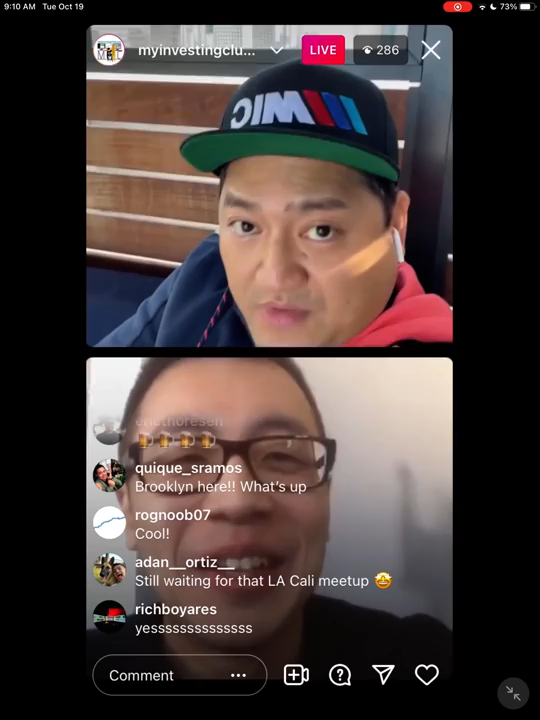 9:10 AM Tue Oct 19
73%
myinvestingclu...
LIVE
286
MIC
ericthoresen
🍺🍺🍺🍺
quique_sramos
Brooklyn here!! What's up
rognoob07
Cool!
adan__ortiz__
Still waiting for that LA Cali meetup 🤩
richboyares
yesssssssssssssss
Comment